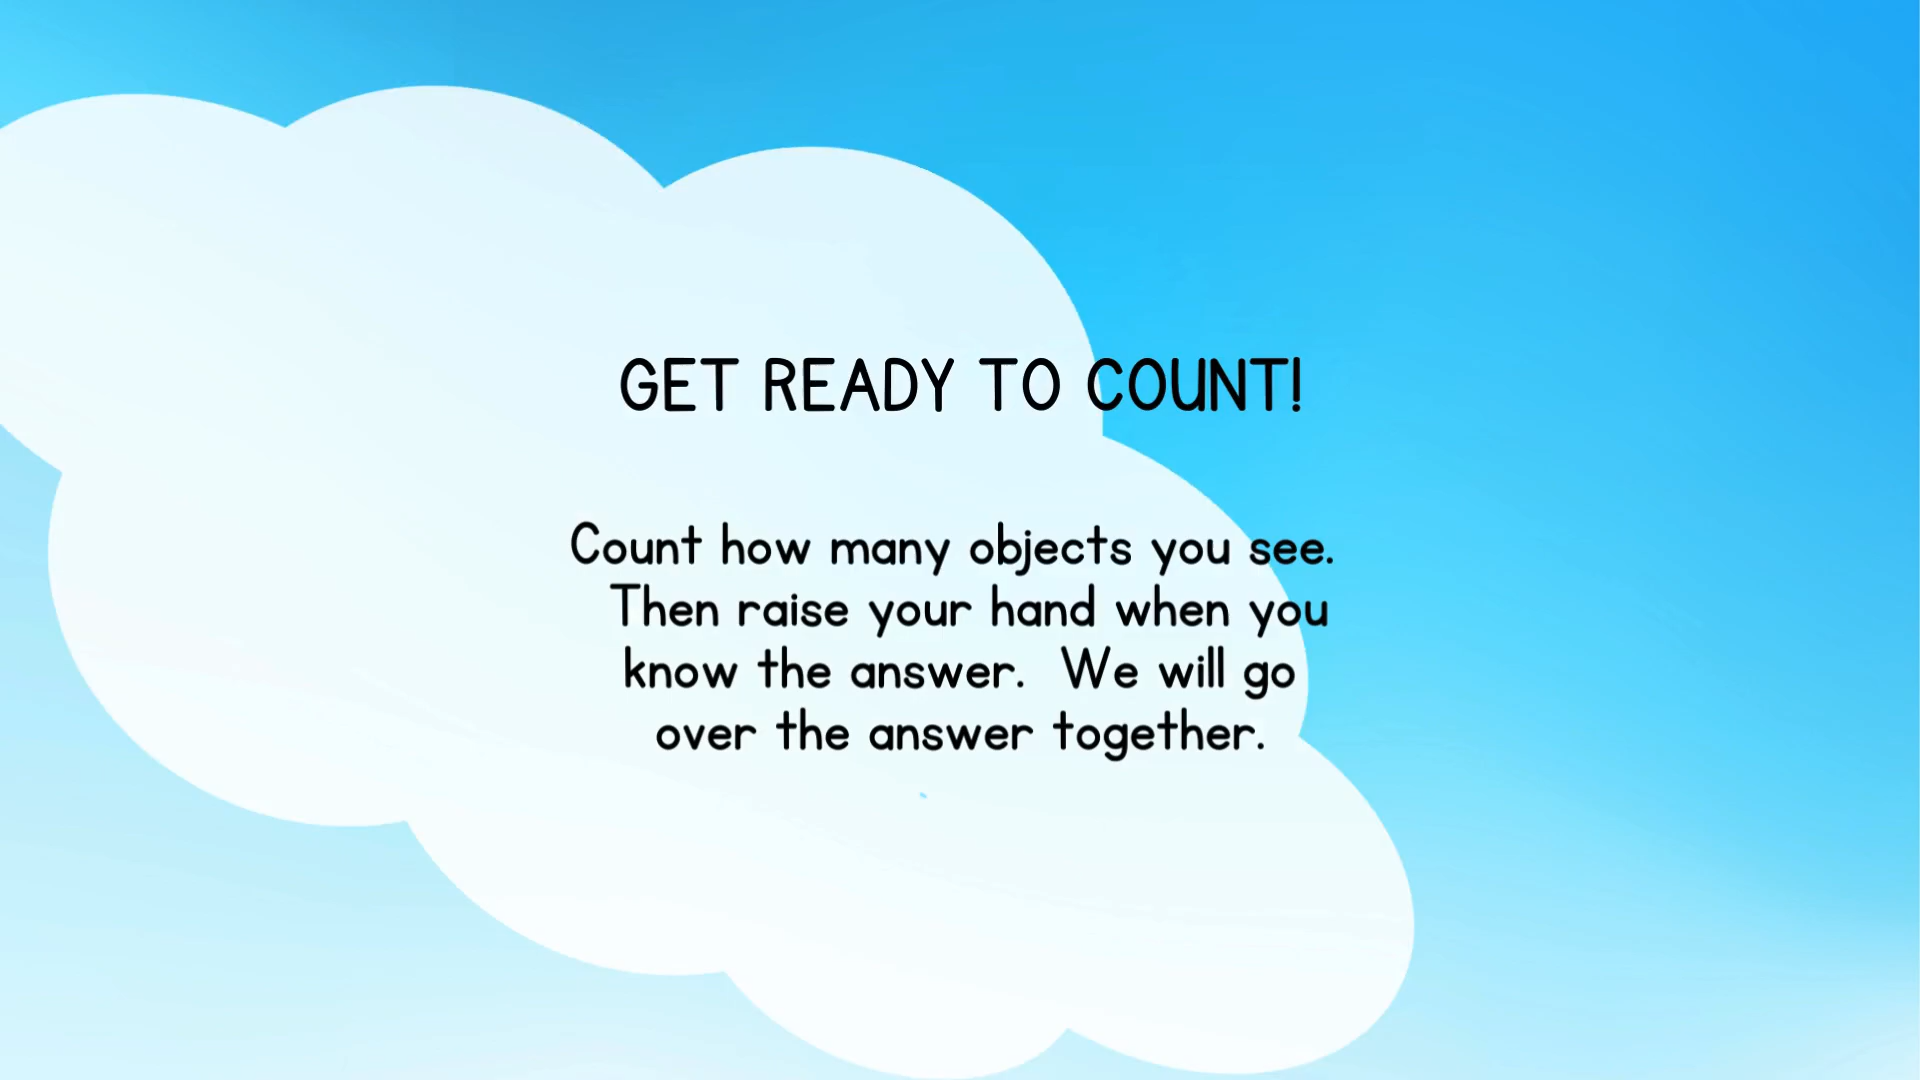 GET READY TO COUNT!
Count how many objects you see.
Then raise your hand when you
know the answer.  We will go
over the answer together.